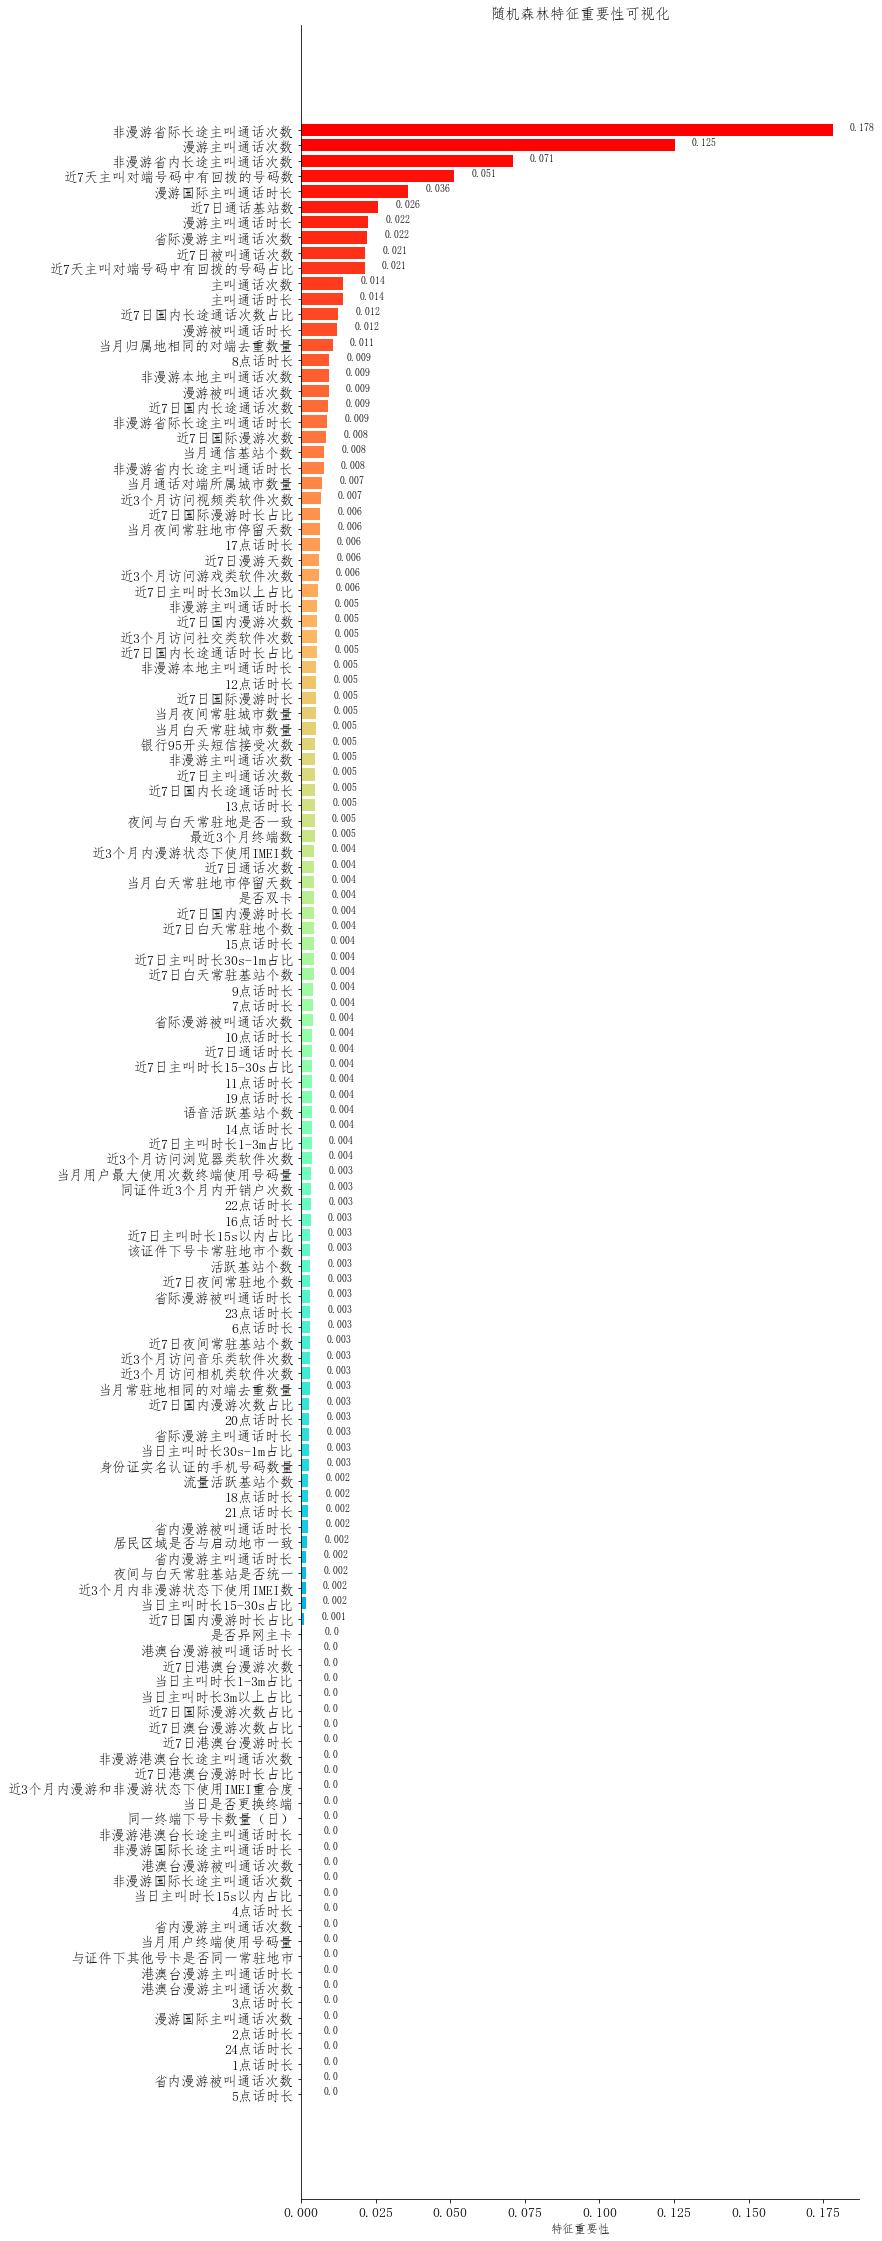 随机森林特征重要性可视化
非漫游省际长途主叫通话次数 0.178
漫游主叫通话次数 0.125
非漫游省内长途主叫通话次数 0.071
近7天主叫对端号码中有回拨的号码数 0.051
漫游国际主叫通话时长 0.036
近7日通话基站数 0.026
漫游主叫通话时长 0.022
省际漫游主叫通话次数 0.022
近7日被叫通话次数 0.021
近7天主叫对端号码中有回拨的号码占比 0.021
主叫通话次数 0.014
主叫通话时长 0.014
近7日国内长途通话次数占比 0.012
漫游被叫通话时长 0.012
当月归属地相同的对端去重数量 0.011
8点话时长 0.009
非漫游本地主叫通话次数 0.009
漫游被叫通话次数 0.009
近7日国内长途通话次数 0.009
非漫游省际长途主叫通话时长 0.009
近7日国际漫游次数 0.008
当月通信基站个数 0.008
非漫游省内长途主叫通话时长 0.008
当月通话对端所属城市数量 0.007
近3个月访问视频类软件次数 0.007
近7日国际漫游时长占比 0.006
当月夜间常驻地市停留天数 0.006
17点话时长 0.006
近7日漫游天数 0.006
近3个月访问游戏类软件次数 0.006
近7日主叫时长3m以上占比 0.006
非漫游主叫通话时长 0.005
近7日国内漫游次数 0.005
近3个月访问社交类软件次数 0.005
近7日国内长途通话时长占比 0.005
非漫游本地主叫通话时长 0.005
12点话时长 0.005
近7日国际漫游时长 0.005
当月夜间常驻城市数量 0.005
当月白天常驻城市数量 0.005
银行95开头短信接受次数 0.005
非漫游主叫通话次数 0.005
近7日主叫通话次数 0.005
近7日国内长途通话时长 0.005
13点话时长 0.005
夜间与白天常驻地是否一致 0.005
最近3个月终端数 0.005
近3个月内漫游状态下使用IMEI数 0.004
近7日通话次数 0.004
当月白天常驻地市停留天数 0.004
是否双卡 0.004
近7日国内漫游时长 0.004
近7日白天常驻地个数 0.004
15点话时长 0.004
近7日主叫时长30s-1m占比 0.004
近7日白天常驻基站个数 0.004
9点话时长 0.004
7点话时长 0.004
省际漫游被叫通话次数 0.004
10点话时长 0.004
近7日通话时长 0.004
近7日主叫时长15-30s占比 0.004
11点话时长 0.004
19点话时长 0.004
语音活跃基站个数 0.004
14点话时长 0.004
近7日主叫时长1-3m占比 0.004
近3个月访问浏览器类软件次数 0.004
当月用户最大使用次数终端使用号码量 0.003
同证件近3个月内开销户次数 0.003
22点话时长 0.003
16点话时长 0.003
近7日主叫时长15s以内占比 0.003
该证件下号卡常驻地市个数 0.003
活跃基站个数 0.003
近7日夜间常驻地个数 0.003
省际漫游被叫通话时长 0.003
23点话时长 0.003
6点话时长 0.003
近7日夜间常驻基站个数 0.003
近3个月访问音乐类软件次数 0.003
近3个月访问相机类软件次数 0.003
当月常驻地相同的对端去重数量 0.003
近7日国内漫游次数占比 0.003
20点话时长 0.003
省际漫游主叫通话时长 0.003
当日主叫时长30s-1m占比 0.003
身份证实名认证的手机号码数量 0.003
流量活跃基站个数 0.002
18点话时长 0.002
21点话时长 0.002
省内漫游被叫通话时长 0.002
居民区域是否与启动地市一致 0.002
省内漫游主叫通话时长 0.002
夜间与白天常驻基站是否统一 0.002
近3个月内非漫游状态下使用IMEI数 0.002
当日主叫时长15-30s占比 0.002
近7日国内漫游时长占比 0.001
是否异网主卡 0.0
港澳台漫游被叫通话时长 0.0
近7日港澳台漫游次数 0.0
当日主叫时长1-3m占比 0.0
当日主叫时长3m以上占比 0.0
近7日国际漫游次数占比 0.0
近7日澳台漫游次数占比 0.0
近7日港澳台漫游时长 0.0
非漫游港澳台长途主叫通话次数 0.0
近7日港澳台漫游时长占比 0.0
近3个月内漫游和非漫游状态下使用IMEI重合度 0.0
当日是否更换终端 0.0
同一终端下号卡数量（日） 0.0
非漫游港澳台长途主叫通话时长 0.0
非漫游国际长途主叫通话时长 0.0
港澳台漫游被叫通话次数 0.0
非漫游国际长途主叫通话次数 0.0
当日主叫时长15s以内占比 0.0
4点话时长 0.0
省内漫游主叫通话次数 0.0
当月用户终端使用号码量 0.0
与证件下其他号卡是否同一常驻地市 0.0
港澳台漫游主叫通话时长 0.0
港澳台漫游主叫通话次数 0.0
3点话时长 0.0
漫游国际主叫通话次数 0.0
2点话时长 0.0
24点话时长 0.0
1点话时长 0.0
省内漫游被叫通话次数 0.0
5点话时长 0.0
0.000 0.025 0.050 0.075 0.100 0.125 0.150 0.175
特征重要性